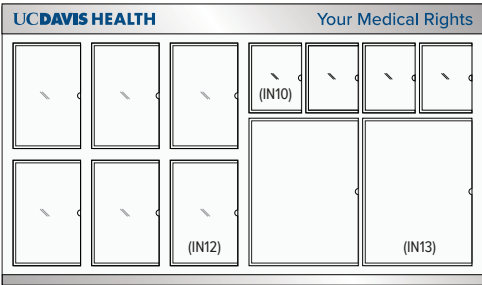 UCDAVIS HEALTH
Your Medical Rights
(IN10)
(IN12)
(IN13)